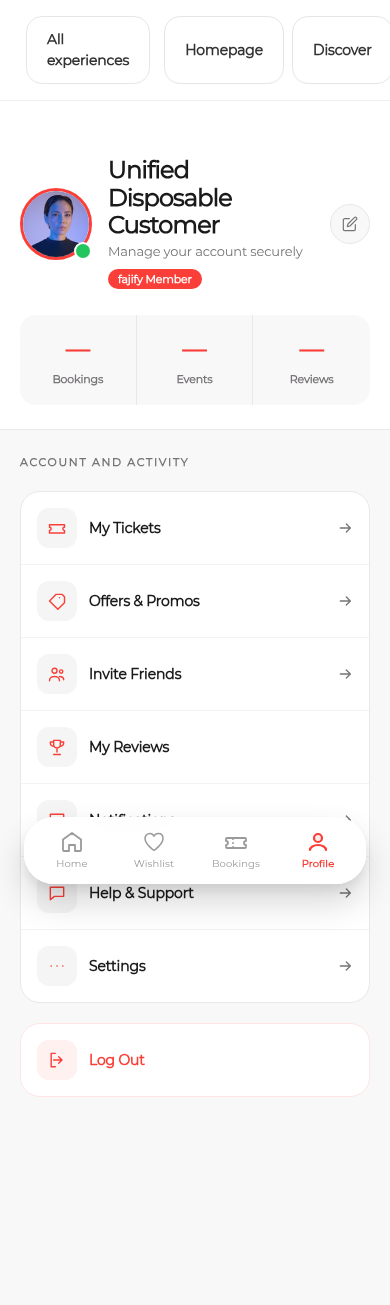 All
experiences
Homepage
Discover
Unified
Disposable
Customer
Manage your account securely
fajify Member
—
—
—
Bookings
Events
Reviews
ACCOUNT AND ACTIVITY
My Tickets
Offers & Promos
Invite Friends
My Reviews
Home
Wishlist
Bookings
Profile
Help & Support
Settings
Log Out